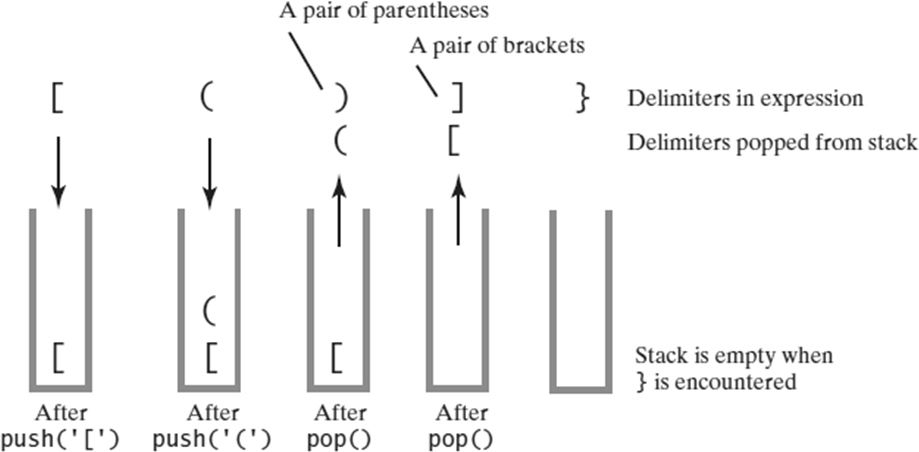 A pair of parentheses
A pair of brackets
[ ( ) ] } Delimiters in expression
( [ Delimiters popped from stack
(
[ [ [ Stack is empty when
} is encountered
After After After After
push('[') push('(') pop() pop()